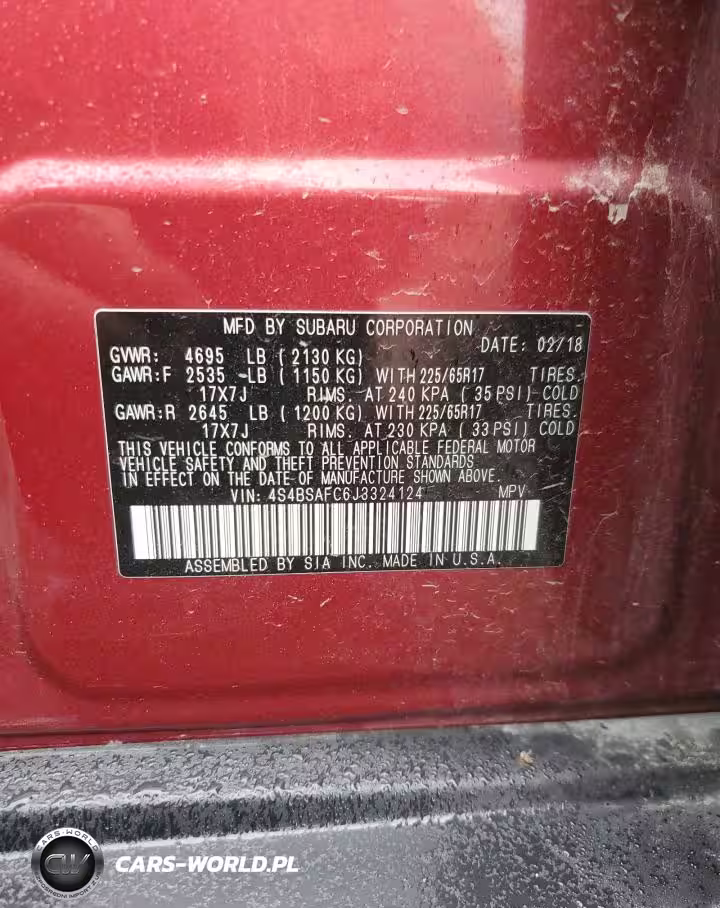 MFD BY SUBARU CORPORATION
DATE: 02/18
GVWR: 4695 LB (2130 KG)
GAWR:F 2535 LB (1150 KG) WITH 225/65R17 TIRES.
17X7J RIMS. AT 240 KPA (35 PSI) COLD
GAWR:R 2645 LB (1200 KG) WITH 225/65R17 TIRES.
17X7J RIMS. AT 230 KPA (33 PSI) COLD
THIS VEHICLE CONFORMS TO ALL APPLICABLE FEDERAL MOTOR
VEHICLE SAFETY AND THEFT PREVENTION STANDARDS
IN EFFECT ON THE DATE OF MANUFACTURE SHOWN ABOVE.
VIN: 4S4BSAFC6J3324124 MPV
ASSEMBLED BY SIA INC. MADE IN U.S.A.
CARS-WORLD
CW
CARS-WORLD.PL